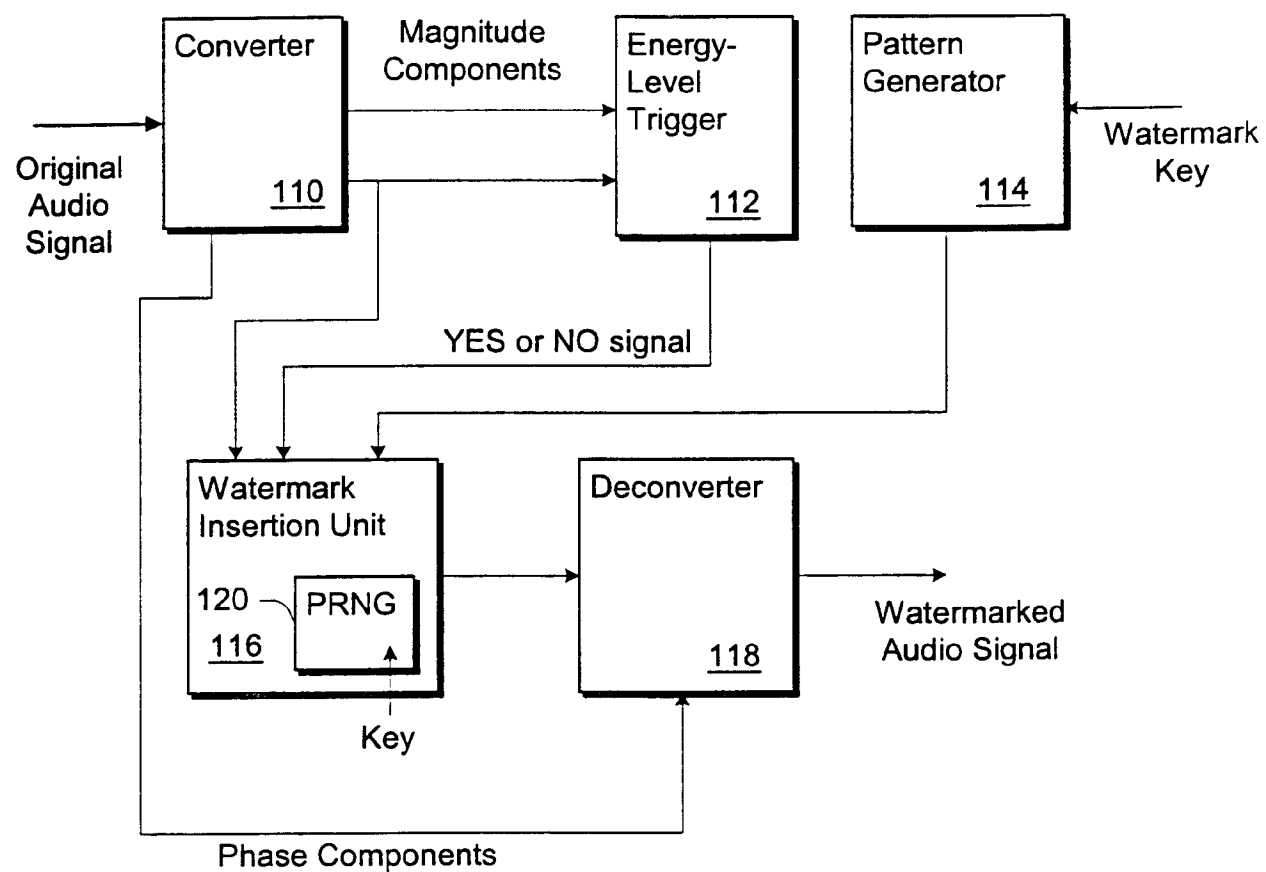 Converter
110
Magnitude
Components
Energy-
Level
Trigger
112
Pattern
Generator
114
Original
Audio
Signal
Watermark
Key
YES or NO signal
Watermark
Insertion Unit
120
PRNG
116
Key
Deconverter
118
Watermarked
Audio Signal
Phase Components